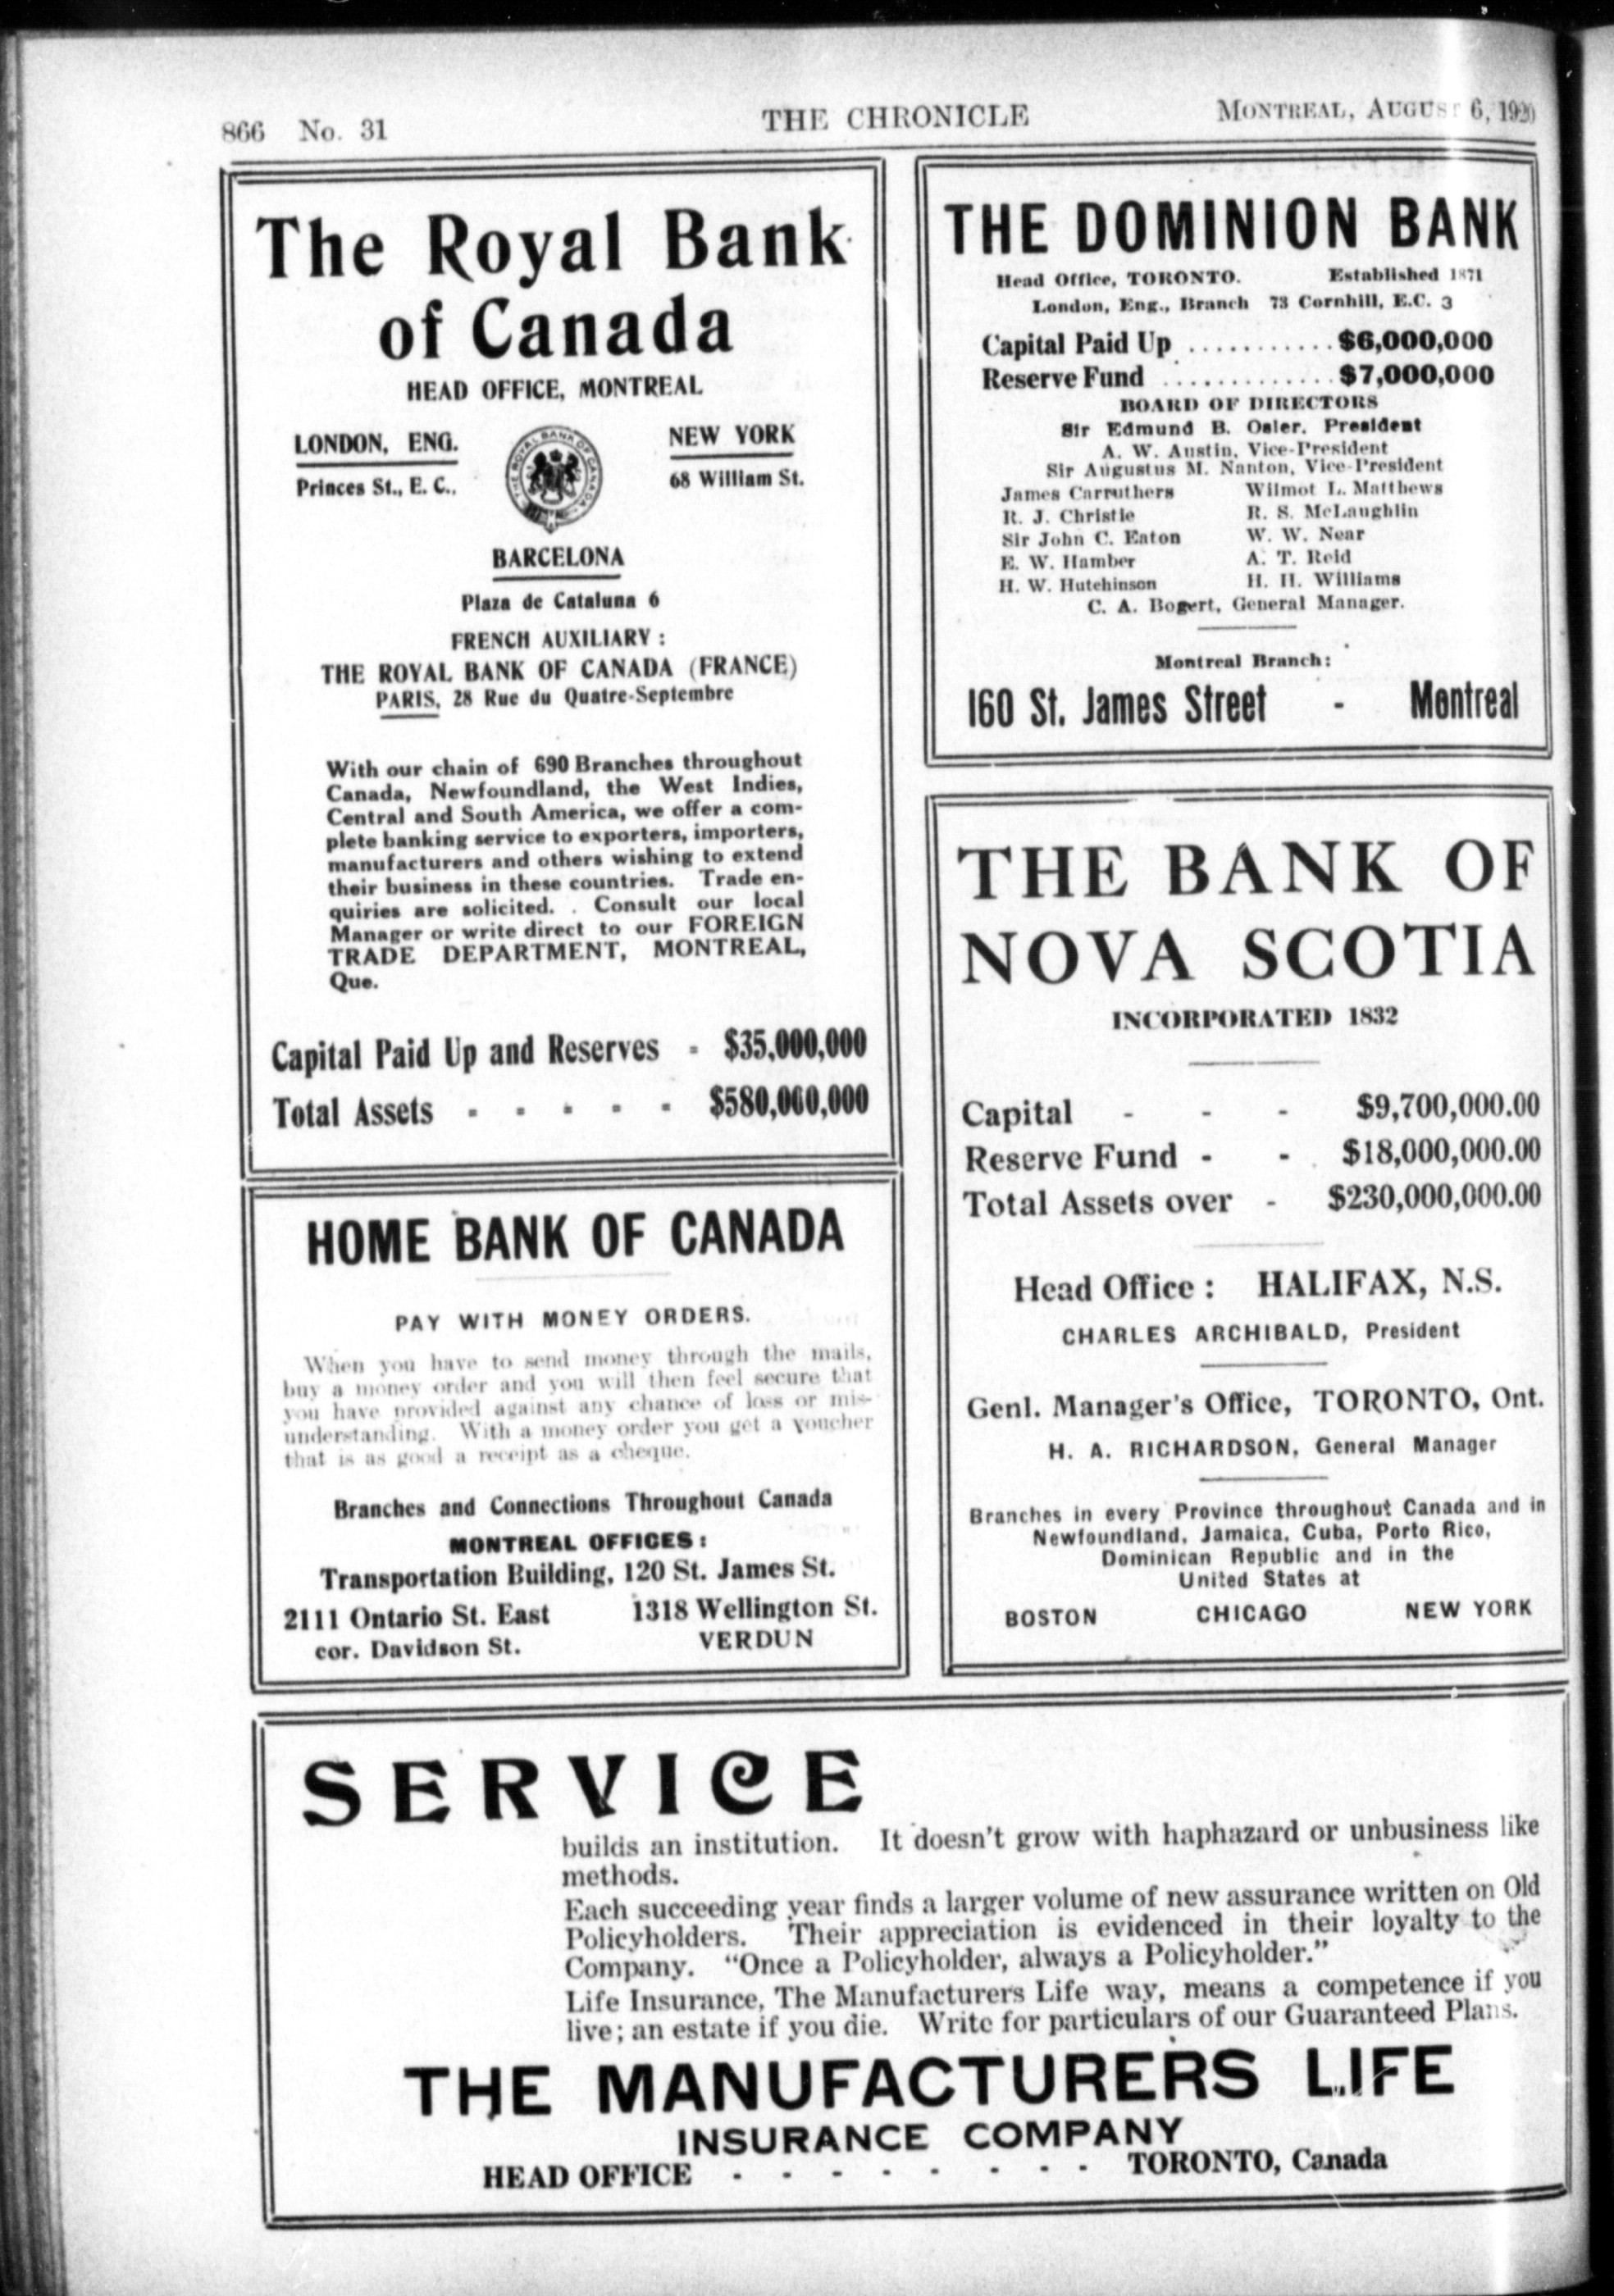 866 No. 31
THE CHRONICLE
MONTREAL, AUGUST 6, 1920
The Royal Bank
of Canada
HEAD OFFICE, MONTREAL
LONDON, ENG.
Princes St., E. C.,
NEW YORK
68 William St.
THE ROYAL BANK OF CANADA
BARCELONA
Plaza de Cataluna 6
FRENCH AUXILIARY :
THE ROYAL BANK OF CANADA (FRANCE)
PARIS, 28 Rue du Quatre-Septembre
With our chain of 690 Branches throughout
Canada, Newfoundland, the West Indies,
Central and South America, we offer a com-
plete banking service to exporters, importers,
manufacturers and others wishing to extend
their business in these countries. Trade en-
quiries are solicited. . Consult our local
Manager or write direct to our FOREIGN
TRADE DEPARTMENT, MONTREAL,
Que.
Capital Paid Up and Reserves - $35,000,000
Total Assets - - - - - $580,060,000
HOME BANK OF CANADA
PAY WITH MONEY ORDERS.
When you have to send money through the mails,
buy a money order and you will then feel secure that
you have provided against any chance of loss or mis-
understanding. With a money order you get a voucher
that is as good a receipt as a cheque.
Branches and Connections Throughout Canada
MONTREAL OFFICES :
Transportation Building, 120 St. James St.
2111 Ontario St. East
cor. Davidson St.
1318 Wellington St.
VERDUN
THE DOMINION BANK
Head Office, TORONTO. Established 1871
London, Eng., Branch 73 Cornhill, E.C. 3
Capital Paid Up ........... $6,000,000
Reserve Fund ............. $7,000,000
BOARD OF DIRECTORS
Sir Edmund B. Osler, President
A. W. Austin, Vice-President
Sir Augustus M. Nanton, Vice-President
James Carruthers Wilmot L. Matthews
R. J. Christie R. S. McLaughlin
Sir John C. Eaton W. W. Near
E. W. Hamber A. T. Reid
H. W. Hutchinson H. H. Williams
C. A. Bogert, General Manager.
Montreal Branch:
160 St. James Street - Montreal
THE BANK OF
NOVA SCOTIA
INCORPORATED 1832
Capital - - - $9,700,000.00
Reserve Fund - - $18,000,000.00
Total Assets over - $230,000,000.00
Head Office : HALIFAX, N.S.
CHARLES ARCHIBALD, President
Genl. Manager's Office, TORONTO, Ont.
H. A. RICHARDSON, General Manager
Branches in every Province throughout Canada and in
Newfoundland, Jamaica, Cuba, Porto Rico,
Dominican Republic and in the
United States at
BOSTON CHICAGO NEW YORK
SERVICE
builds an institution. It doesn't grow with haphazard or unbusiness like
methods.
Each succeeding year finds a larger volume of new assurance written on Old
Policyholders. Their appreciation is evidenced in their loyalty to the
Company. "Once a Policyholder, always a Policyholder."
Life Insurance, The Manufacturers Life way, means a competence if you
live; an estate if you die. Write for particulars of our Guaranteed Plans.
THE MANUFACTURERS LIFE
INSURANCE COMPANY
HEAD OFFICE - - - - - - - - TORONTO, Canada